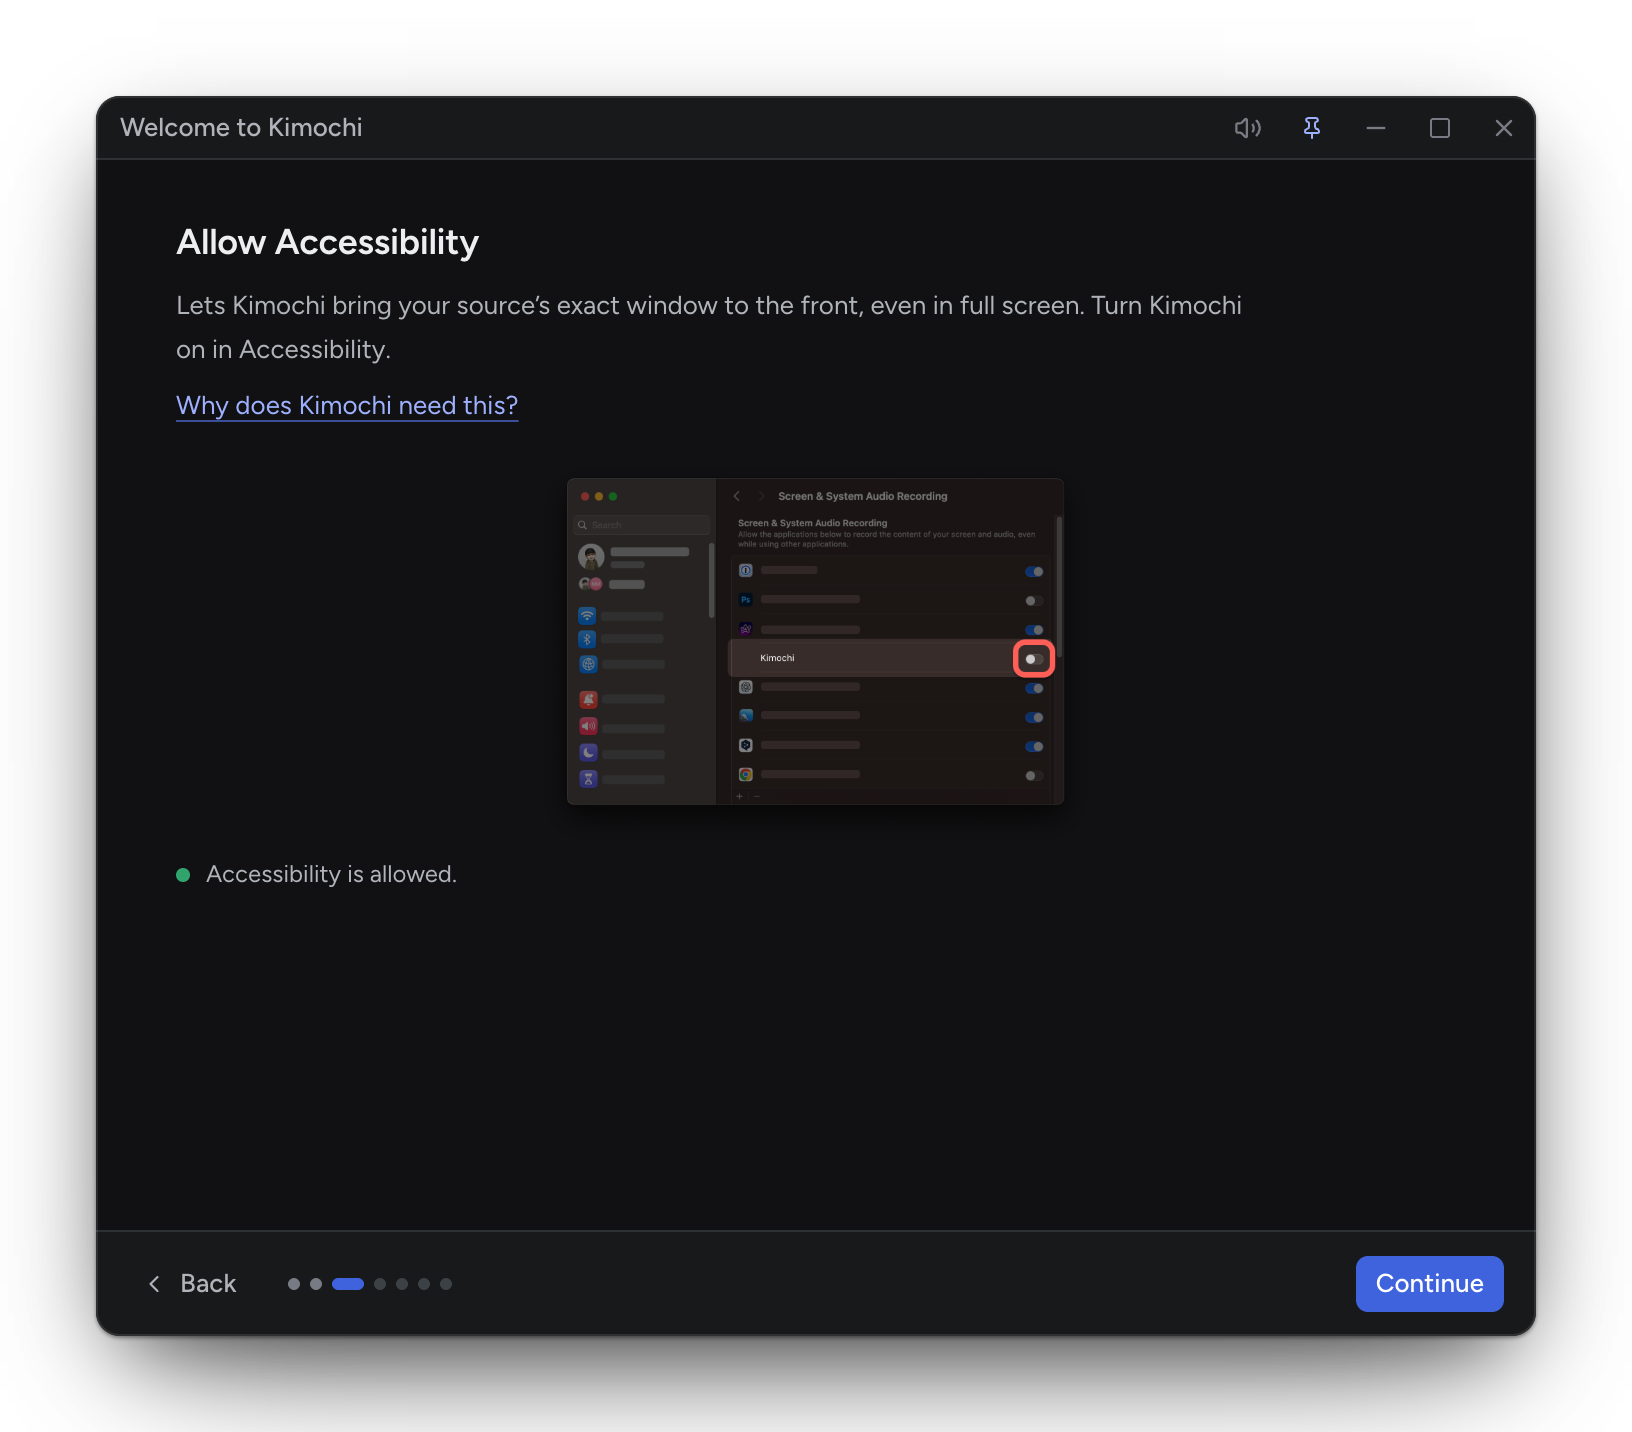 Welcome to Kimochi
Allow Accessibility
Lets Kimochi bring your source’s exact window to the front, even in full screen. Turn Kimochi
on in Accessibility.
Why does Kimochi need this?
Screen & System Audio Recording
Search
Screen & System Audio Recording
Allow the applications below to record the content of your screen and audio, even
while using other applications.
Ps
Kimochi
Accessibility is allowed.
Back
Continue